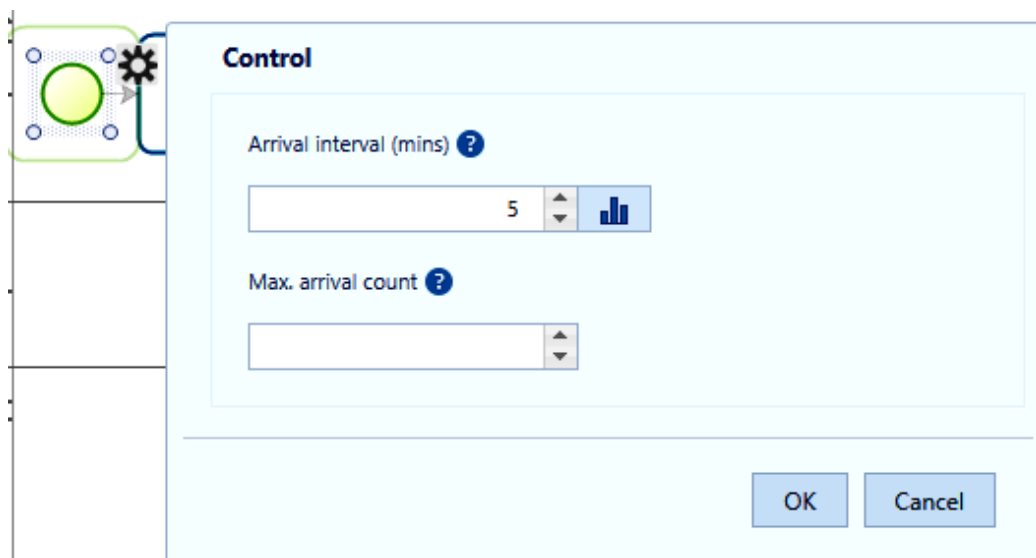 Control
Arrival interval (mins) ?
5
Max. arrival count ?
OK
Cancel